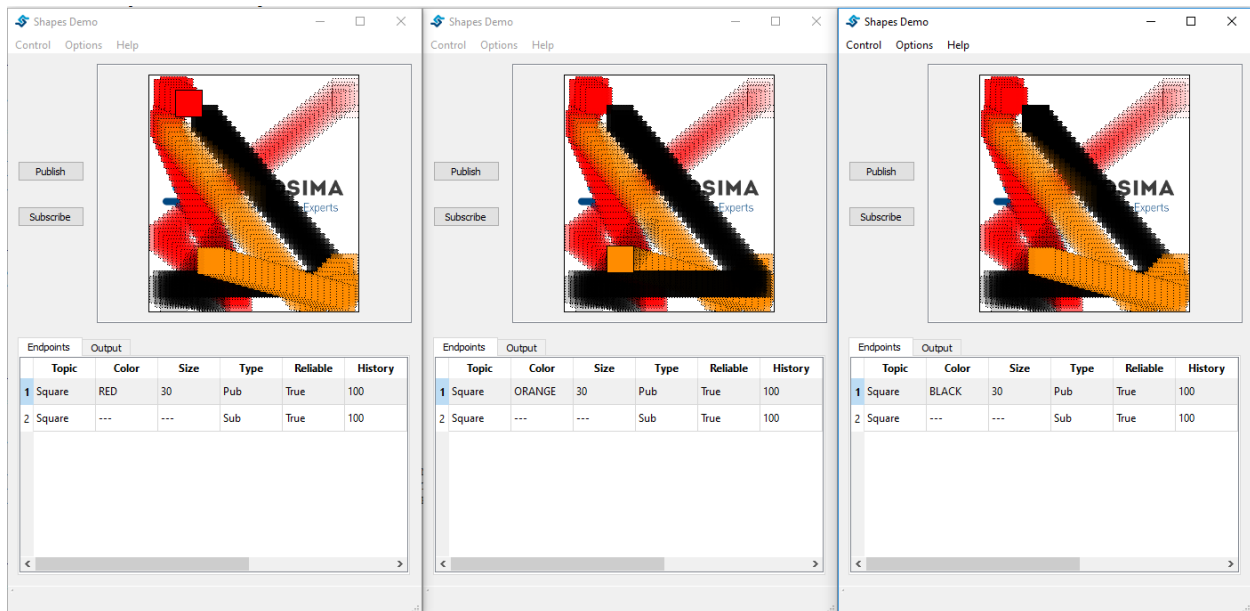 Shapes Demo
Control Options Help
SIMA
Experts
Publish
Subscribe
Endpoints Output
Topic Color Size Type Reliable History
1 Square RED 30 Pub True 100
2 Square --- --- Sub True 100
Shapes Demo
Control Options Help
SIMA
Experts
Publish
Subscribe
Endpoints Output
Topic Color Size Type Reliable History
1 Square ORANGE 30 Pub True 100
2 Square --- --- Sub True 100
Shapes Demo
Control Options Help
SIMA
Experts
Publish
Subscribe
Endpoints Output
Topic Color Size Type Reliable History
1 Square BLACK 30 Pub True 100
2 Square --- --- Sub True 100